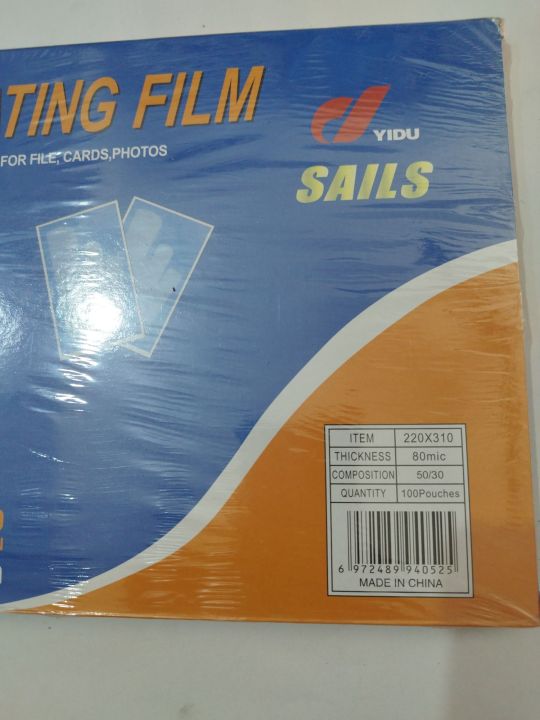 TING FILM
YIDU
FOR FILE, CARDS,PHOTOS
SAILS
ITEM 220X310
THICKNESS 80mic
COMPOSITION 50/30
QUANTITY 100Pouches
6 972489 940525
MADE IN CHINA